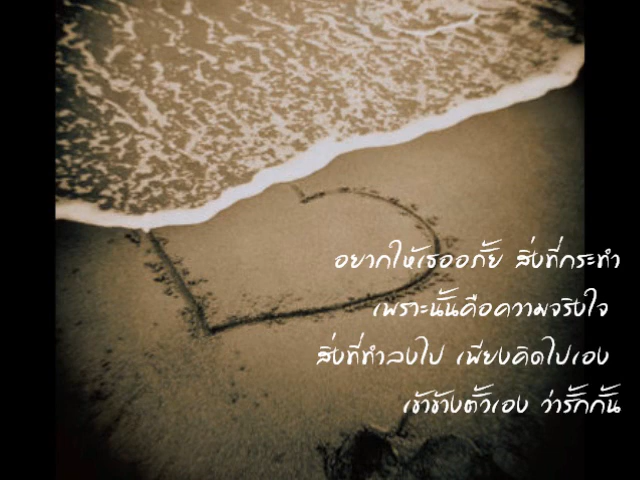 อยากให้เธออภัย สิ่งที่กระทำ
เพราะนั้นคือความจริงใจ
สิ่งที่ทำลงไป เพียงคิดไปเอง
เข้าข้างตั้วเอง ว่ารั้กกั้น